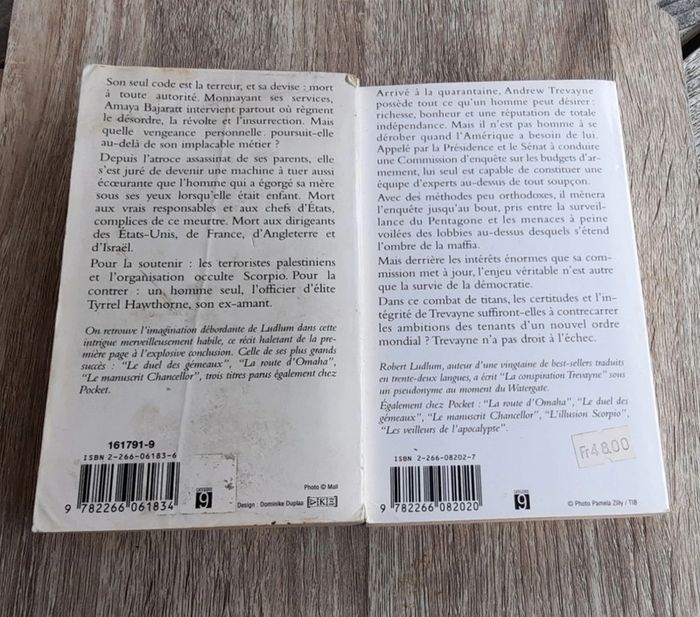 Son seul code est la terreur, et sa devise : mort
à toute autorité. Monnayant ses services,
Amaya Bajaratt intervient partout où règnent
le désordre, la révolte et l'insurrection. Mais
quelle vengeance personnelle poursuit-elle
au-delà de son implacable métier ?
Depuis l'atroce assassinat de ses parents, elle
s'est juré de devenir une machine à tuer aussi
écœurante que l'homme qui a égorgé sa mère
sous ses yeux lorsqu'elle était enfant. Mort
aux vrais responsables et aux chefs d'États,
complices de ce meurtre. Mort aux dirigeants
des États-Unis, de France, d'Angleterre et
d'Israël.
Pour la soutenir : les terroristes palestiniens
et l'organisation occulte Scorpio. Pour la
contrer : un homme seul, l'officier d'élite
Tyrrel Hawthorne, son ex-amant.
On retrouve l'imagination débordante de Ludlum dans cette
intrigue merveilleusement habile, ce récit haletant de la pre-
mière page à l'explosive conclusion. Celle de ses plus grands
succès : "Le duel des gémeaux", "La route d'Omaha",
"Le manuscrit Chancellor", trois titres parus également chez
Pocket.
161791-9
ISBN 2-266-06183-6
9 782266 061834
catégorie
9
Photo © Mall
Design : Dominike Duplaa
Arrivé à la quarantaine, Andrew Trevayne
possède tout ce qu'un homme peut désirer :
richesse, bonheur et une réputation de totale
indépendance. Mais il n'est pas homme à se
dérober quand l'Amérique a besoin de lui.
Appelé par la Présidence et le Sénat à conduire
une Commission d'enquête sur les budgets d'ar-
mement, lui seul est capable de constituer une
équipe d'experts au-dessus de tout soupçon.
Avec des méthodes peu orthodoxes, il mènera
l'enquête jusqu'au bout, pris entre la surveil-
lance du Pentagone et les menaces à peine
voilées des lobbies au-dessus desquels s'étend
l'ombre de la maffia.
Mais derrière les intérêts énormes que sa com-
mission met à jour, l'enjeu véritable n'est autre
que la survie de la démocratie.
Dans ce combat de titans, les certitudes et l'in-
tégrité de Trevayne suffiront-elles à contrecarrer
les ambitions des tenants d'un nouvel ordre
mondial ? Trevayne n'a pas droit à l'échec.
Robert Ludlum, auteur d'une vingtaine de best-sellers traduits
en trente-deux langues, a écrit "La conspiration Trevayne" sous
un pseudonyme au moment du Watergate.
Également chez Pocket : "La route d'Omaha", "Le duel des
gémeaux", "Le manuscrit Chancellor", "L'illusion Scorpio",
"Les veilleurs de l'apocalypse".
Fr 48.00
ISBN 2-266-08202-7
9 782266 082020
catégorie
9
© Photo Pamela Zilly / TIB